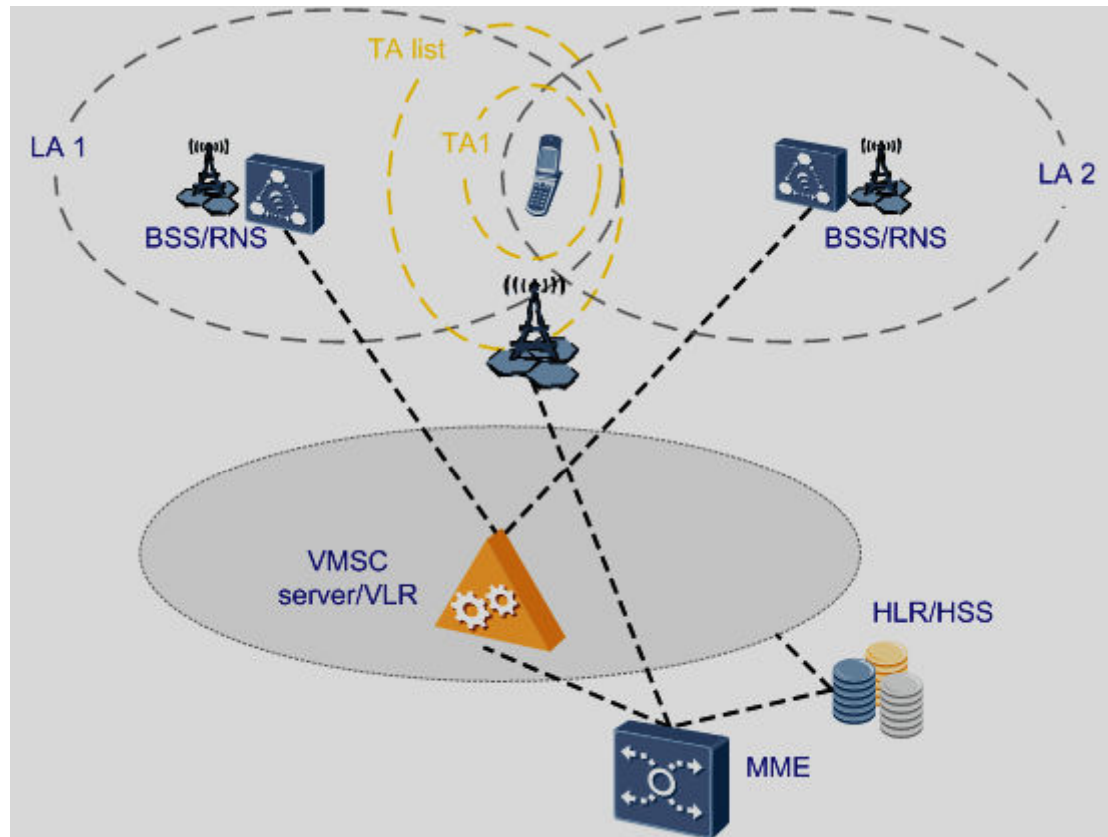 TA list
TA1
LA 1
LA 2
BSS/RNS
BSS/RNS
VMSC
server/VLR
HLR/HSS
MME